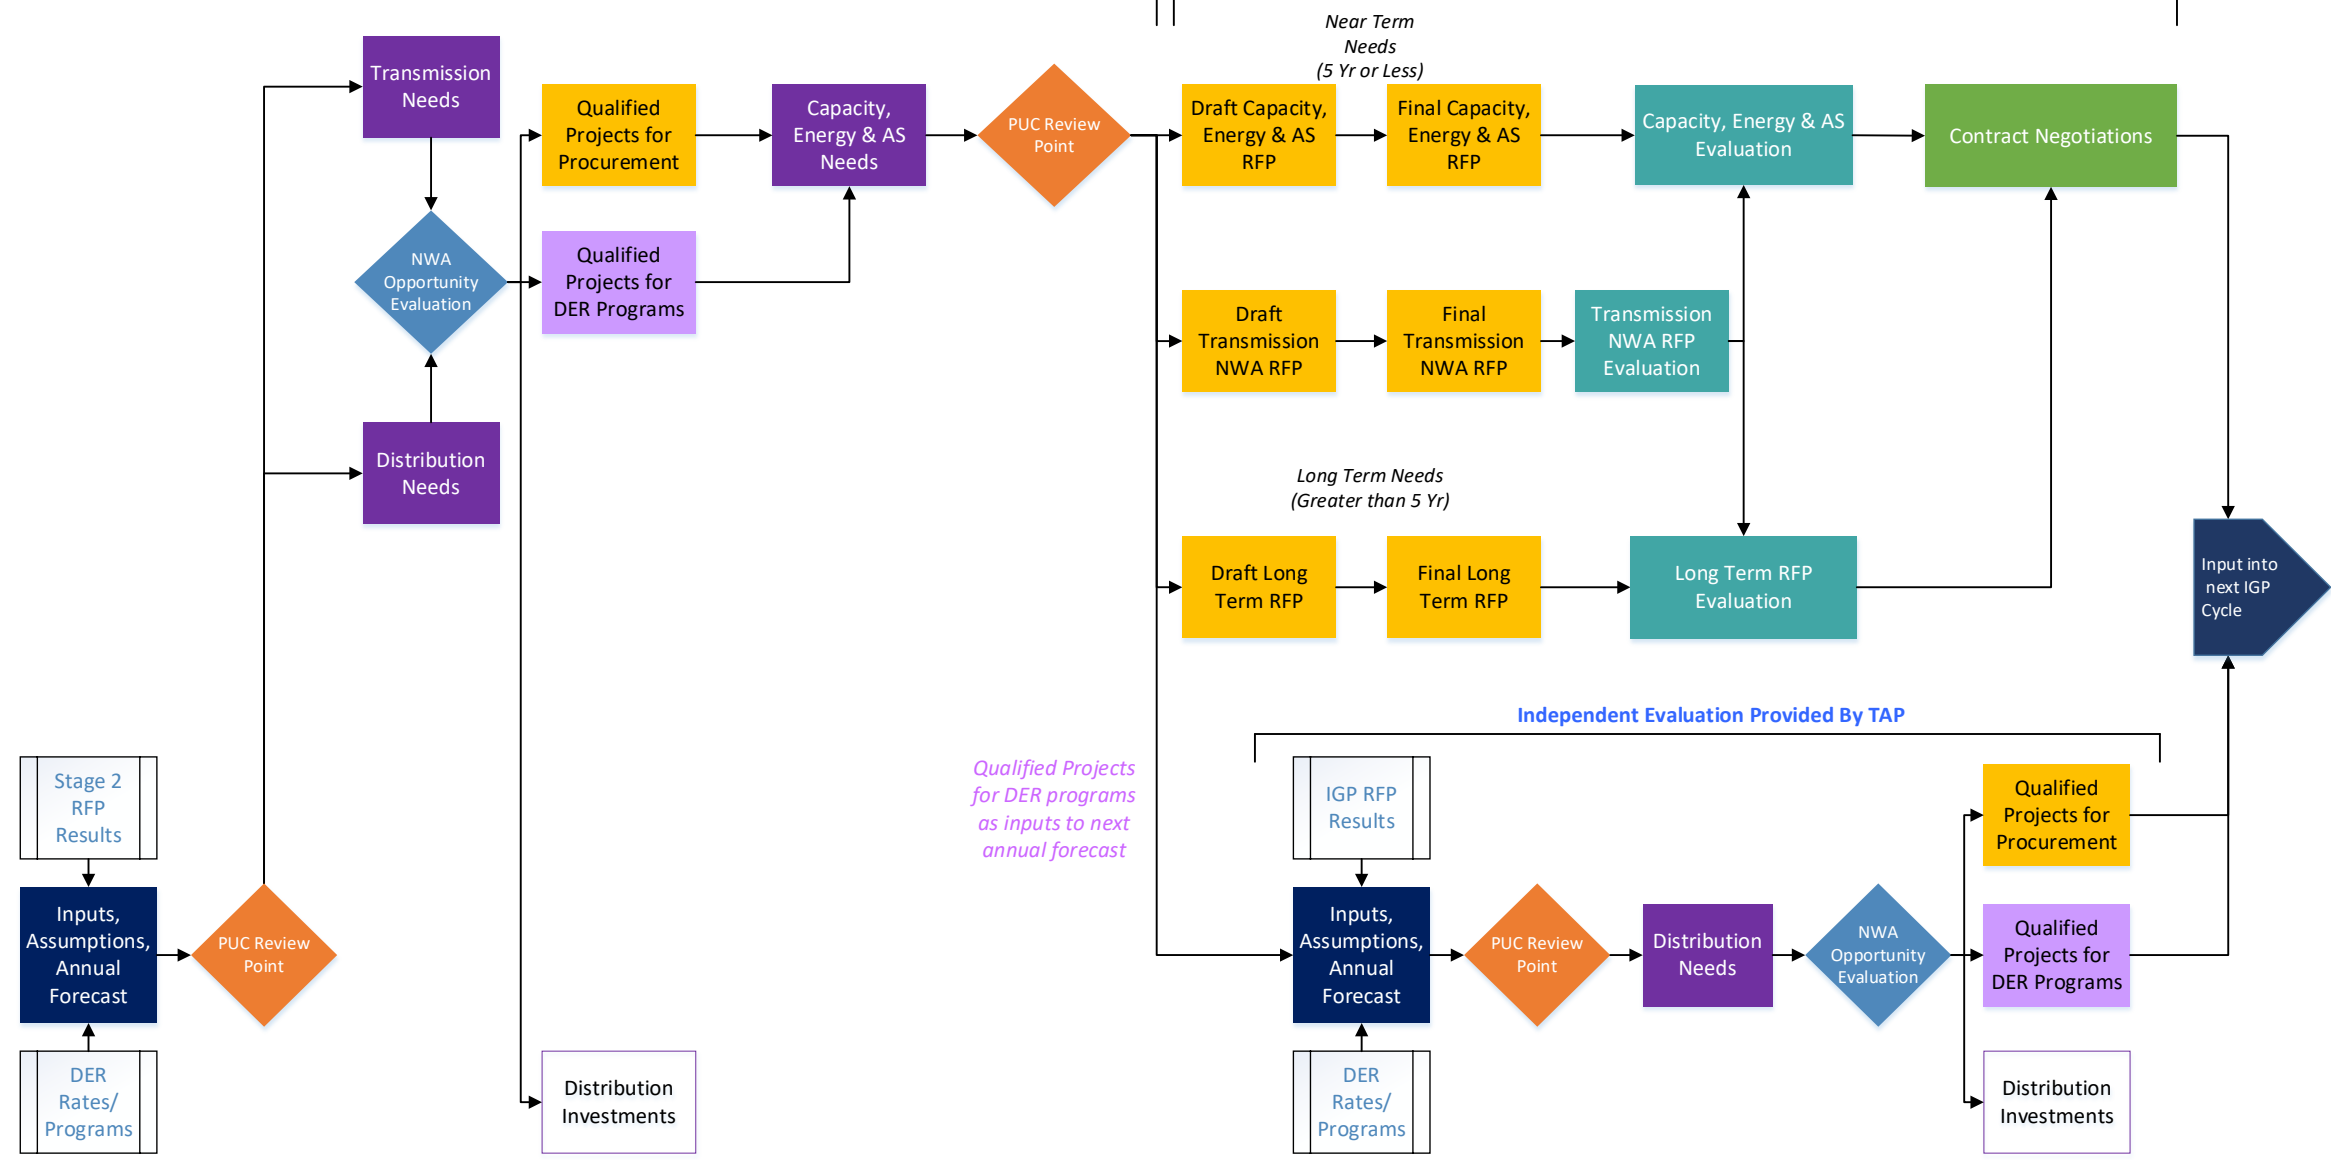 Near Term
Needs
(5 Yr or Less)
Transmission
Needs
Qualified
Projects for
Procurement
Capacity,
Energy & AS
Needs
PUC Review
Point
Draft Capacity,
Energy & AS
RFP
Final Capacity,
Energy & AS
RFP
Capacity, Energy & AS
Evaluation
Contract Negotiations
NWA
Opportunity
Evaluation
Qualified
Projects for
DER Programs
Draft
Transmission
NWA RFP
Final
Transmission
NWA RFP
Transmission
NWA RFP
Evaluation
Distribution
Needs
Long Term Needs
(Greater than 5 Yr)
Draft Long
Term RFP
Final Long
Term RFP
Long Term RFP
Evaluation
Input into
next IGP
Cycle
Independent Evaluation Provided By TAP
Qualified Projects
for DER programs
as inputs to next
annual forecast
Stage 2
RFP
Results
Inputs,
Assumptions,
Annual
Forecast
PUC Review
Point
DER
Rates/
Programs
Distribution
Investments
IGP RFP
Results
Inputs,
Assumptions,
Annual
Forecast
DER
Rates/
Programs
PUC Review
Point
Distribution
Needs
NWA
Opportunity
Evaluation
Qualified
Projects for
Procurement
Qualified
Projects for
DER Programs
Distribution
Investments